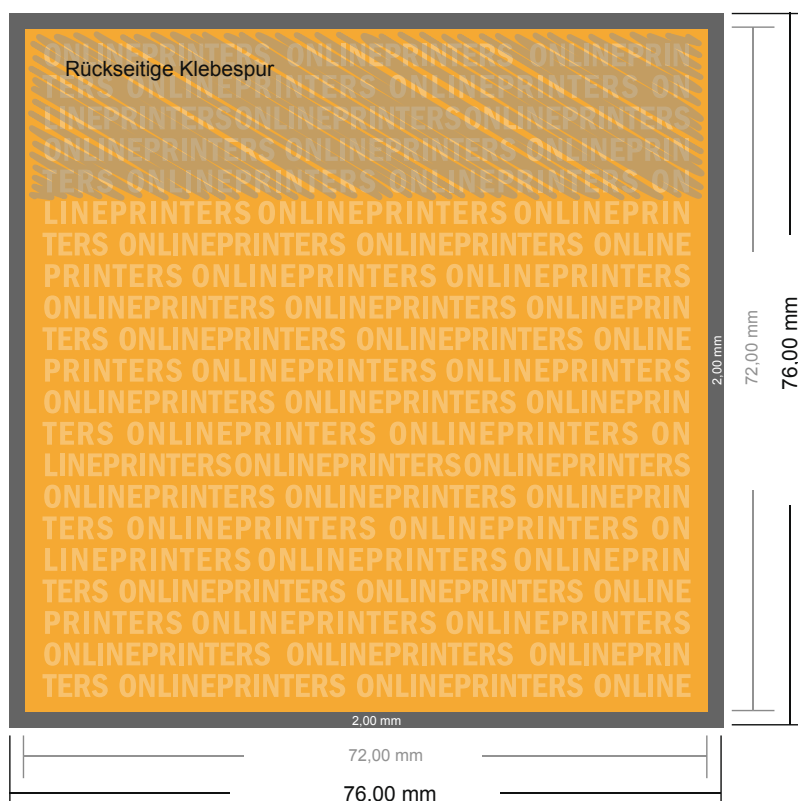 ONLINEPRINTERS ONLINEPRINTERS ONLINEPRIN
Rückseitige Klebespur
TERS ONLINEPRINTERS ONLINEPRINTERS ON
LINEPRINTERS ONLINEPRINTERS ONLINEPRINTERS
ONLINEPRINTERS ONLINEPRINTERS ONLINEPRIN
TERS ONLINEPRINTERS ONLINEPRINTERS ON
LINEPRINTERS ONLINEPRINTERS ONLINEPRIN
TERS ONLINEPRINTERS ONLINEPRINTERS ONLINE
PRINTERS ONLINEPRINTERS ONLINEPRINTERS
ONLINEPRINTERS ONLINEPRINTERS ONLINEPRIN
TERS ONLINEPRINTERS ONLINEPRINTERS ONLINE
PRINTERS ONLINEPRINTERS ONLINEPRINTERS
ONLINEPRINTERS ONLINEPRINTERS ONLINEPRIN
TERS ONLINEPRINTERS ONLINEPRINTERS ON
LINEPRINTERS ONLINEPRINTERS ONLINEPRINTERS
ONLINEPRINTERS ONLINEPRINTERS ONLINEPRIN
TERS ONLINEPRINTERS ONLINEPRINTERS ON
LINEPRINTERS ONLINEPRINTERS ONLINEPRIN
TERS ONLINEPRINTERS ONLINEPRINTERS ONLINE
PRINTERS ONLINEPRINTERS ONLINEPRINTERS
ONLINEPRINTERS ONLINEPRINTERS ONLINEPRIN
TERS ONLINEPRINTERS ONLINEPRINTERS ONLINE
2,00 mm
72,00 mm
76,00 mm
2,00 mm
72,00 mm
76,00 mm